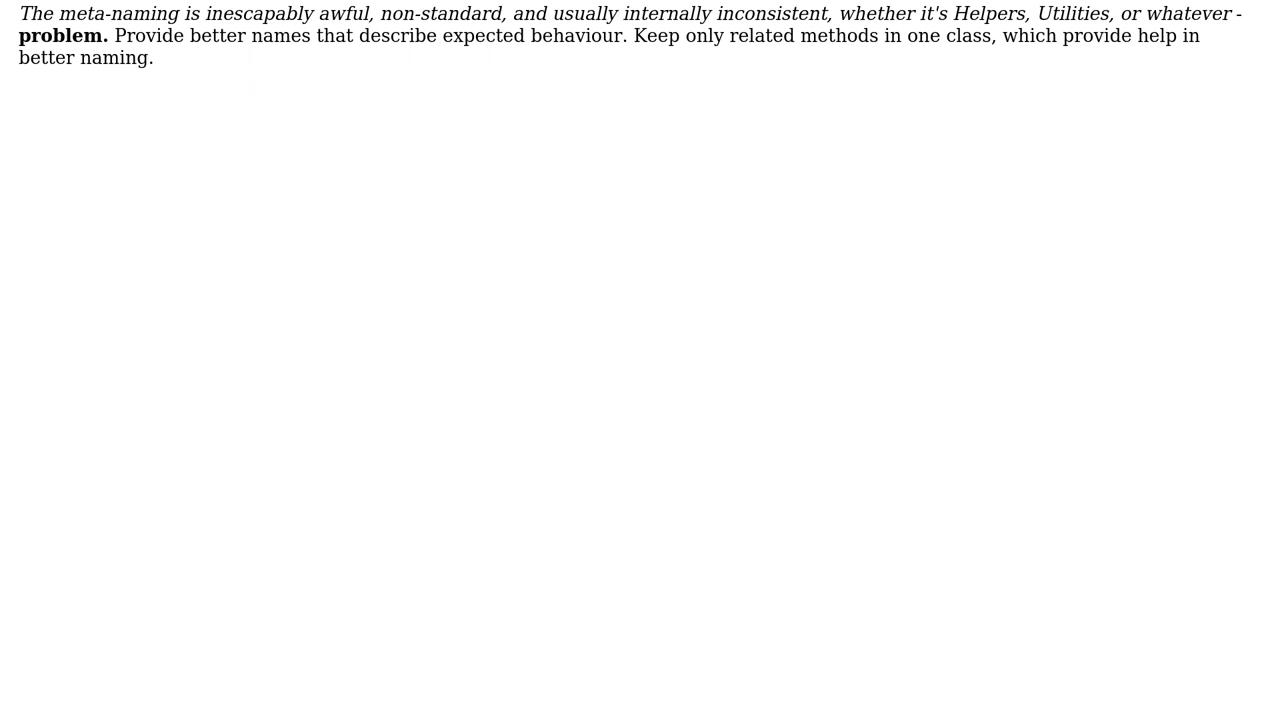 The meta-naming is inescapably awful, non-standard, and usually internally inconsistent, whether it's Helpers, Utilities, or whatever -
problem. Provide better names that describe expected behaviour. Keep only related methods in one class, which provide help in
better naming.